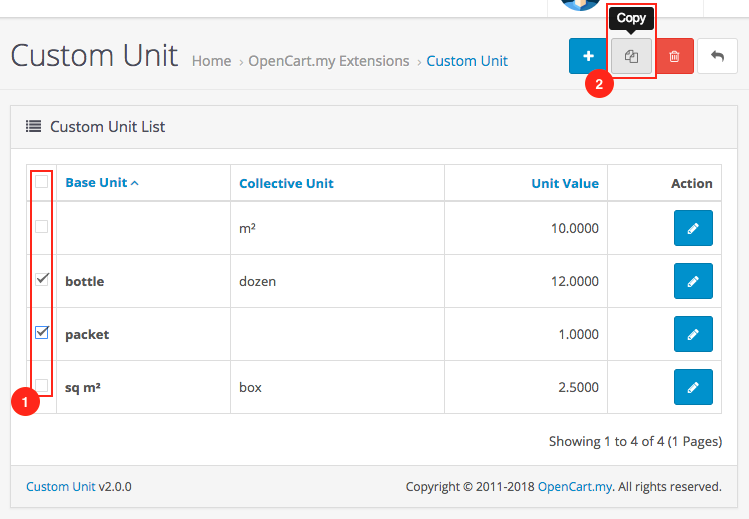 Copy
Custom Unit Home › OpenCart.my Extensions › Custom Unit
2
Custom Unit List
Base Unit Collective Unit Unit Value Action
m² 10.0000
bottle dozen 12.0000
packet 1.0000
sq m² box 2.5000
1
Showing 1 to 4 of 4 (1 Pages)
Custom Unit v2.0.0 Copyright © 2011-2018 OpenCart.my. All rights reserved.